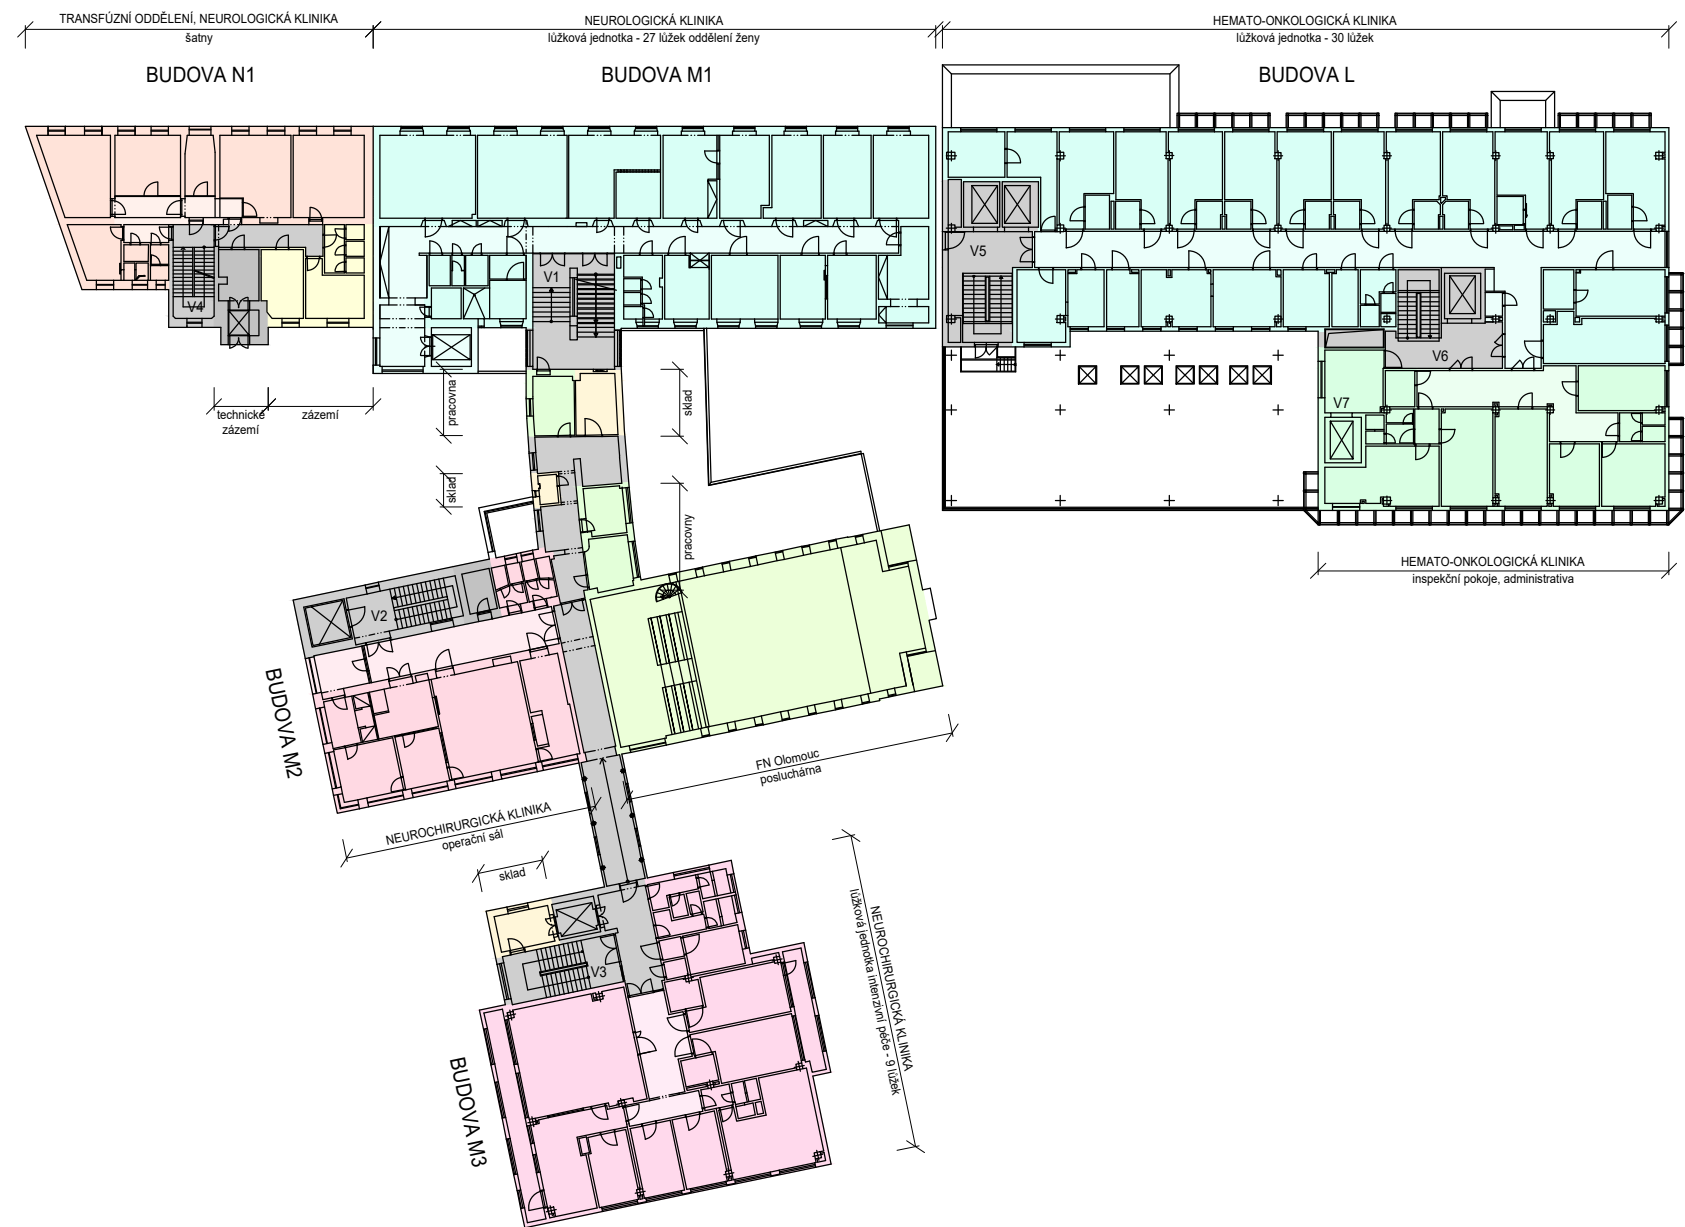 TRANSFÚZNÍ ODDĚLENÍ, NEUROLOGICKÁ KLINIKA
šatny
NEUROLOGICKÁ KLINIKA
lůžková jednotka - 27 lůžek oddělení ženy
HEMATO-ONKOLOGICKÁ KLINIKA
lůžková jednotka - 30 lůžek
BUDOVA N1
BUDOVA M1
BUDOVA L
V4
V1
V5
V6
V7
technické
zázemí
zázemí
pracovna
sklad
sklad
pracovny
HEMATO-ONKOLOGICKÁ KLINIKA
inspekční pokoje, administrativa
V2
BUDOVA M2
FN Olomouc
posluchárna
NEUROCHIRURGICKÁ KLINIKA
operační sál
sklad
V3
NEUROCHIRURGICKÁ KLINIKA
lůžková jednotka intenzivní péče - 9 lůžek
BUDOVA M3